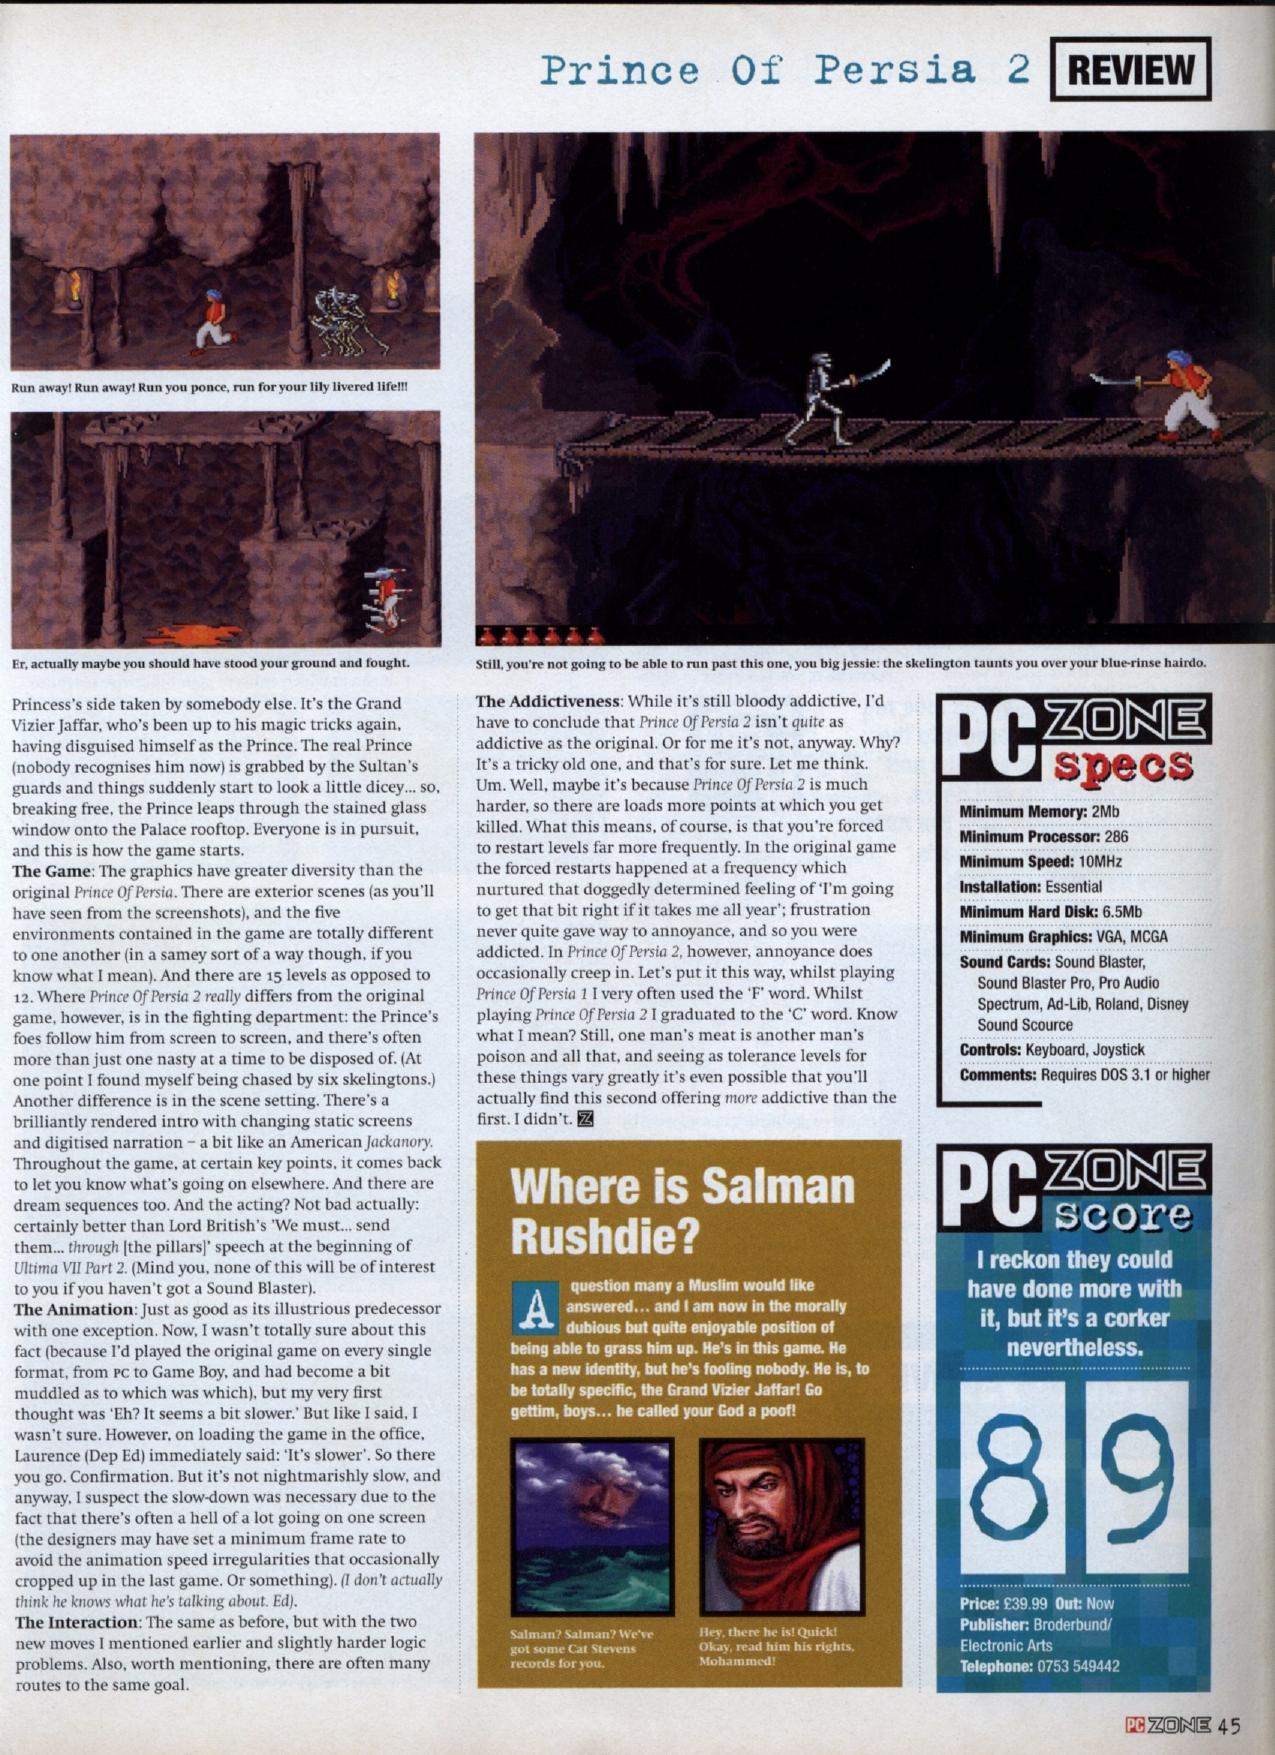 Prince Of Persia 2 REVIEW
Run away! Run away! Run you ponce, run for your lily livered life!!!
Er, actually maybe you should have stood your ground and fought.
Still, you're not going to be able to run past this one, you big jessie: the skelington taunts you over your blue-rinse hairdo.
Princess's side taken by somebody else. It's the Grand
Vizier Jaffar, who's been up to his magic tricks again,
having disguised himself as the Prince. The real Prince
(nobody recognises him now) is grabbed by the Sultan's
guards and things suddenly start to look a little dicey... so,
breaking free, the Prince leaps through the stained glass
window onto the Palace rooftop. Everyone is in pursuit,
and this is how the game starts.
The Game: The graphics have greater diversity than the
original Prince Of Persia. There are exterior scenes (as you'll
have seen from the screenshots), and the five
environments contained in the game are totally different
to one another (in a samey sort of a way though, if you
know what I mean). And there are 15 levels as opposed to
12. Where Prince Of Persia 2 really differs from the original
game, however, is in the fighting department: the Prince's
foes follow him from screen to screen, and there's often
more than just one nasty at a time to be disposed of. (At
one point I found myself being chased by six skelingtons.)
Another difference is in the scene setting. There's a
brilliantly rendered intro with changing static screens
and digitised narration – a bit like an American Jackanory.
Throughout the game, at certain key points, it comes back
to let you know what's going on elsewhere. And there are
dream sequences too. And the acting? Not bad actually:
certainly better than Lord British's 'We must... send
them... through [the pillars]' speech at the beginning of
Ultima VII Part 2. (Mind you, none of this will be of interest
to you if you haven't got a Sound Blaster).
The Animation: Just as good as its illustrious predecessor
with one exception. Now, I wasn't totally sure about this
fact (because I'd played the original game on every single
format, from PC to Game Boy, and had become a bit
muddled as to which was which), but my very first
thought was 'Eh? It seems a bit slower.' But like I said, I
wasn't sure. However, on loading the game in the office,
Laurence (Dep Ed) immediately said: 'It's slower'. So there
you go. Confirmation. But it's not nightmarishly slow, and
anyway, I suspect the slow-down was necessary due to the
fact that there's often a hell of a lot going on one screen
(the designers may have set a minimum frame rate to
avoid the animation speed irregularities that occasionally
cropped up in the last game. Or something). (I don't actually
think he knows what he's talking about. Ed).
The Interaction: The same as before, but with the two
new moves I mentioned earlier and slightly harder logic
problems. Also, worth mentioning, there are often many
routes to the same goal.
The Addictiveness: While it's still bloody addictive, I'd
have to conclude that Prince Of Persia 2 isn't quite as
addictive as the original. Or for me it's not, anyway. Why?
It's a tricky old one, and that's for sure. Let me think.
Um. Well, maybe it's because Prince Of Persia 2 is much
harder, so there are loads more points at which you get
killed. What this means, of course, is that you're forced
to restart levels far more frequently. In the original game
the forced restarts happened at a frequency which
nurtured that doggedly determined feeling of 'I'm going
to get that bit right if it takes me all year'; frustration
never quite gave way to annoyance, and so you were
addicted. In Prince Of Persia 2, however, annoyance does
occasionally creep in. Let's put it this way, whilst playing
Prince Of Persia 1 I very often used the 'F' word. Whilst
playing Prince Of Persia 2 I graduated to the 'C' word. Know
what I mean? Still, one man's meat is another man's
poison and all that, and seeing as tolerance levels for
these things vary greatly it's even possible that you'll
actually find this second offering more addictive than the
first. I didn't. Z
Where is Salman
Rushdie?
A question many a Muslim would like
answered... and I am now in the morally
dubious but quite enjoyable position of
being able to grass him up. He's in this game. He
has a new identity, but he's fooling nobody. He is, to
be totally specific, the Grand Vizier Jaffar! Go
gettim, boys... he called your God a poof!
Salman? Salman? We've
got some Cat Stevens
records for you.
Hey, there he is! Quick!
Okay, read him his rights,
Mohammed!
PC ZONE
specs
Minimum Memory: 2Mb
Minimum Processor: 286
Minimum Speed: 10MHz
Installation: Essential
Minimum Hard Disk: 6.5Mb
Minimum Graphics: VGA, MCGA
Sound Cards: Sound Blaster,
Sound Blaster Pro, Pro Audio
Spectrum, Ad-Lib, Roland, Disney
Sound Scource
Controls: Keyboard, Joystick
Comments: Requires DOS 3.1 or higher
PC ZONE
score
I reckon they could
have done more with
it, but it's a corker
nevertheless.
89
Price: £39.99 Out: Now
Publisher: Broderbund/
Electronic Arts
Telephone: 0753 549442
PC ZONE 45